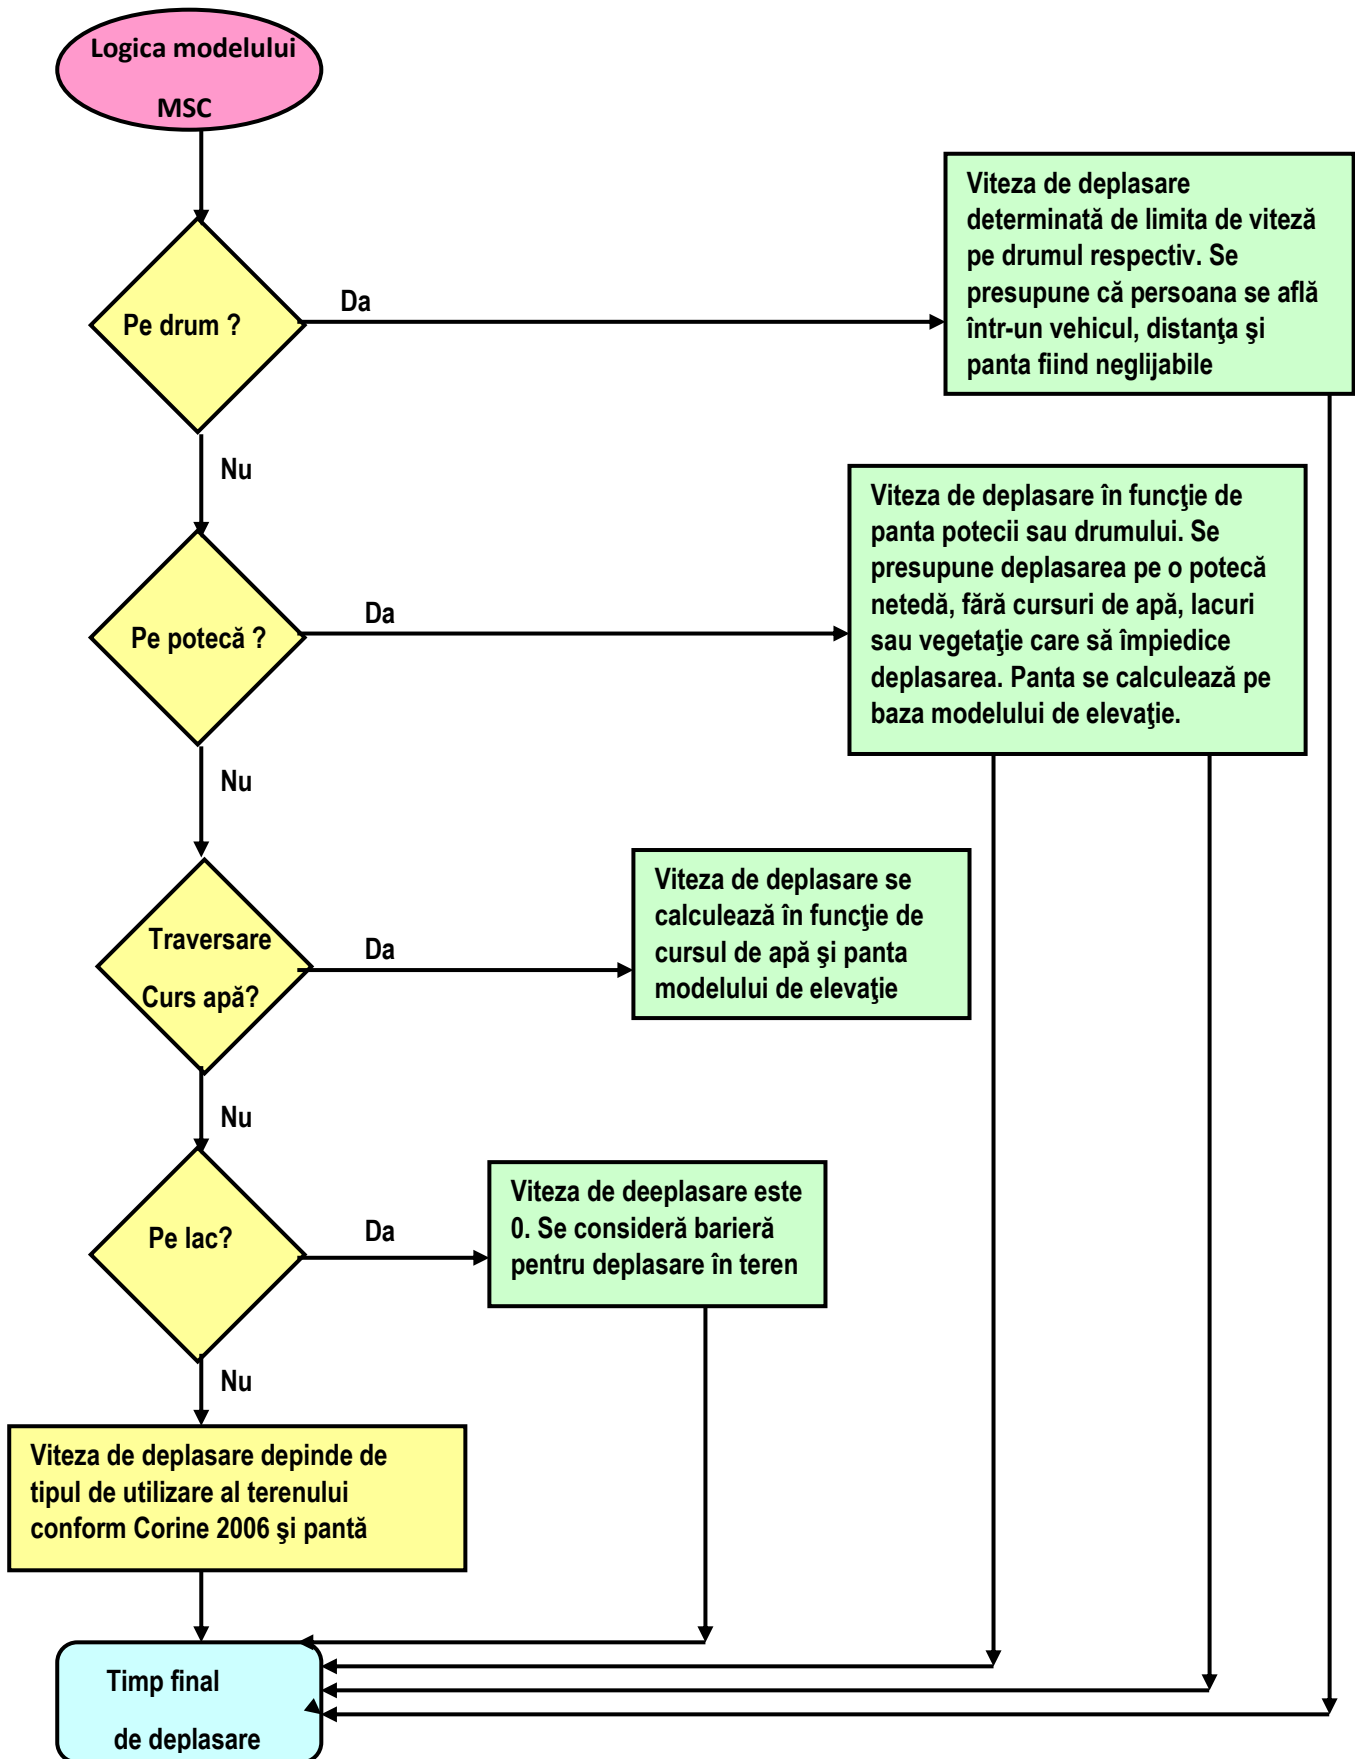 Logica modelului
MSC
Viteza de deplasare
determinată de limita de viteză
pe drumul respectiv. Se
presupune că persoana se află
într-un vehicul, distanţa şi
panta fiind neglijabile
Pe drum ?
Da
Nu
Viteza de deplasare în funcţie de
panta potecii sau drumului. Se
presupune deplasarea pe o potecă
netedă, fără cursuri de apă, lacuri
sau vegetaţie care să împiedice
deplasarea. Panta se calculează pe
baza modelului de elevaţie.
Pe potecă ?
Da
Nu
Viteza de deplasare se
calculează în funcţie de
cursul de apă şi panta
modelului de elevaţie
Traversare
Curs apă?
Da
Nu
Viteza de deeplasare este
0. Se consideră barieră
pentru deplasare în teren
Pe lac?
Da
Nu
Viteza de deplasare depinde de
tipul de utilizare al terenului
conform Corine 2006 şi pantă
Timp final
de deplasare